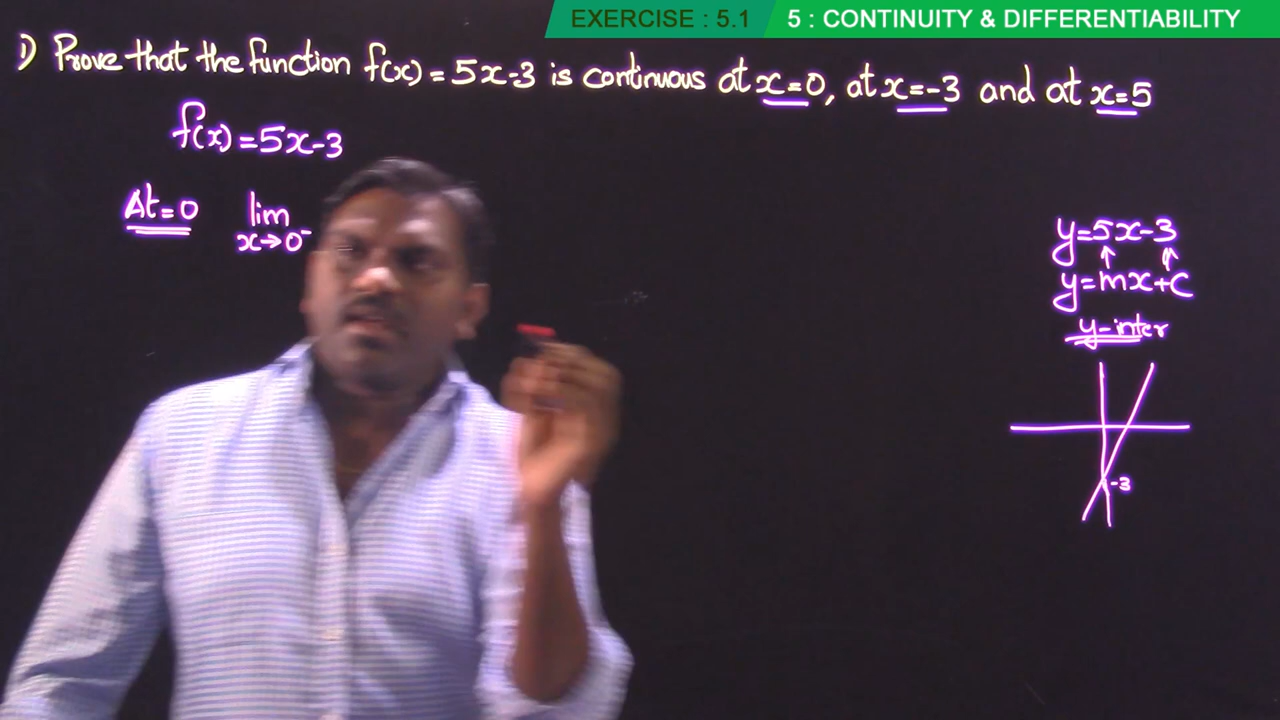 EXERCISE : 5.1 5 : CONTINUITY & DIFFERENTIABILITY
1) Prove that the function f(x) = 5x-3 is continuous at x=0, at x=-3 and at x=5
f(x) = 5x-3
At=0 lim
x→0⁻
y=5x-3
↑ ↑
y=mx+c
y-inter
-3